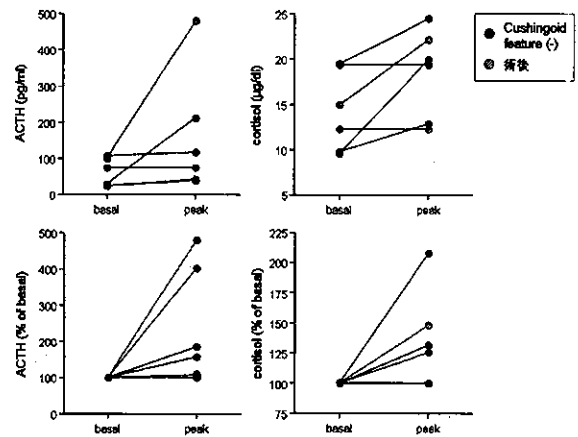 500
400
300
200
100
0
ACTH (pg/ml)
basal
peak
25
20
15
10
5
cortisol (μg/dl)
basal
peak
Cushingoid
feature (-)
術後
500
400
300
200
100
0
ACTH (% of basal)
basal
peak
225
200
175
150
125
100
75
cortisol (% of basal)
basal
peak